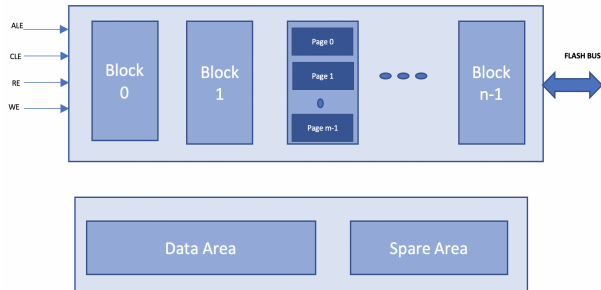 ALE
CLE
RE
WE
Block
0
Block
1
Page 0
Page 1
Page m-1
Block
n-1
FLASH BUS
Data Area
Spare Area